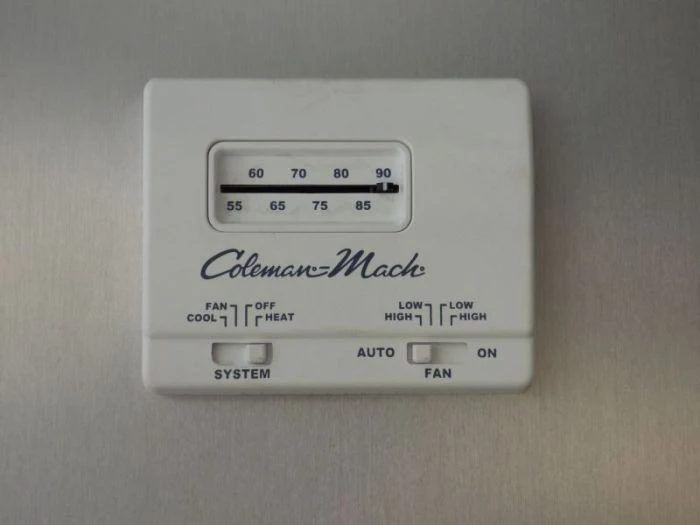 60 70 80 90
55 65 75 85
Coleman-Mach
FAN OFF
COOL HEAT
LOW LOW
HIGH HIGH
AUTO ON
SYSTEM FAN